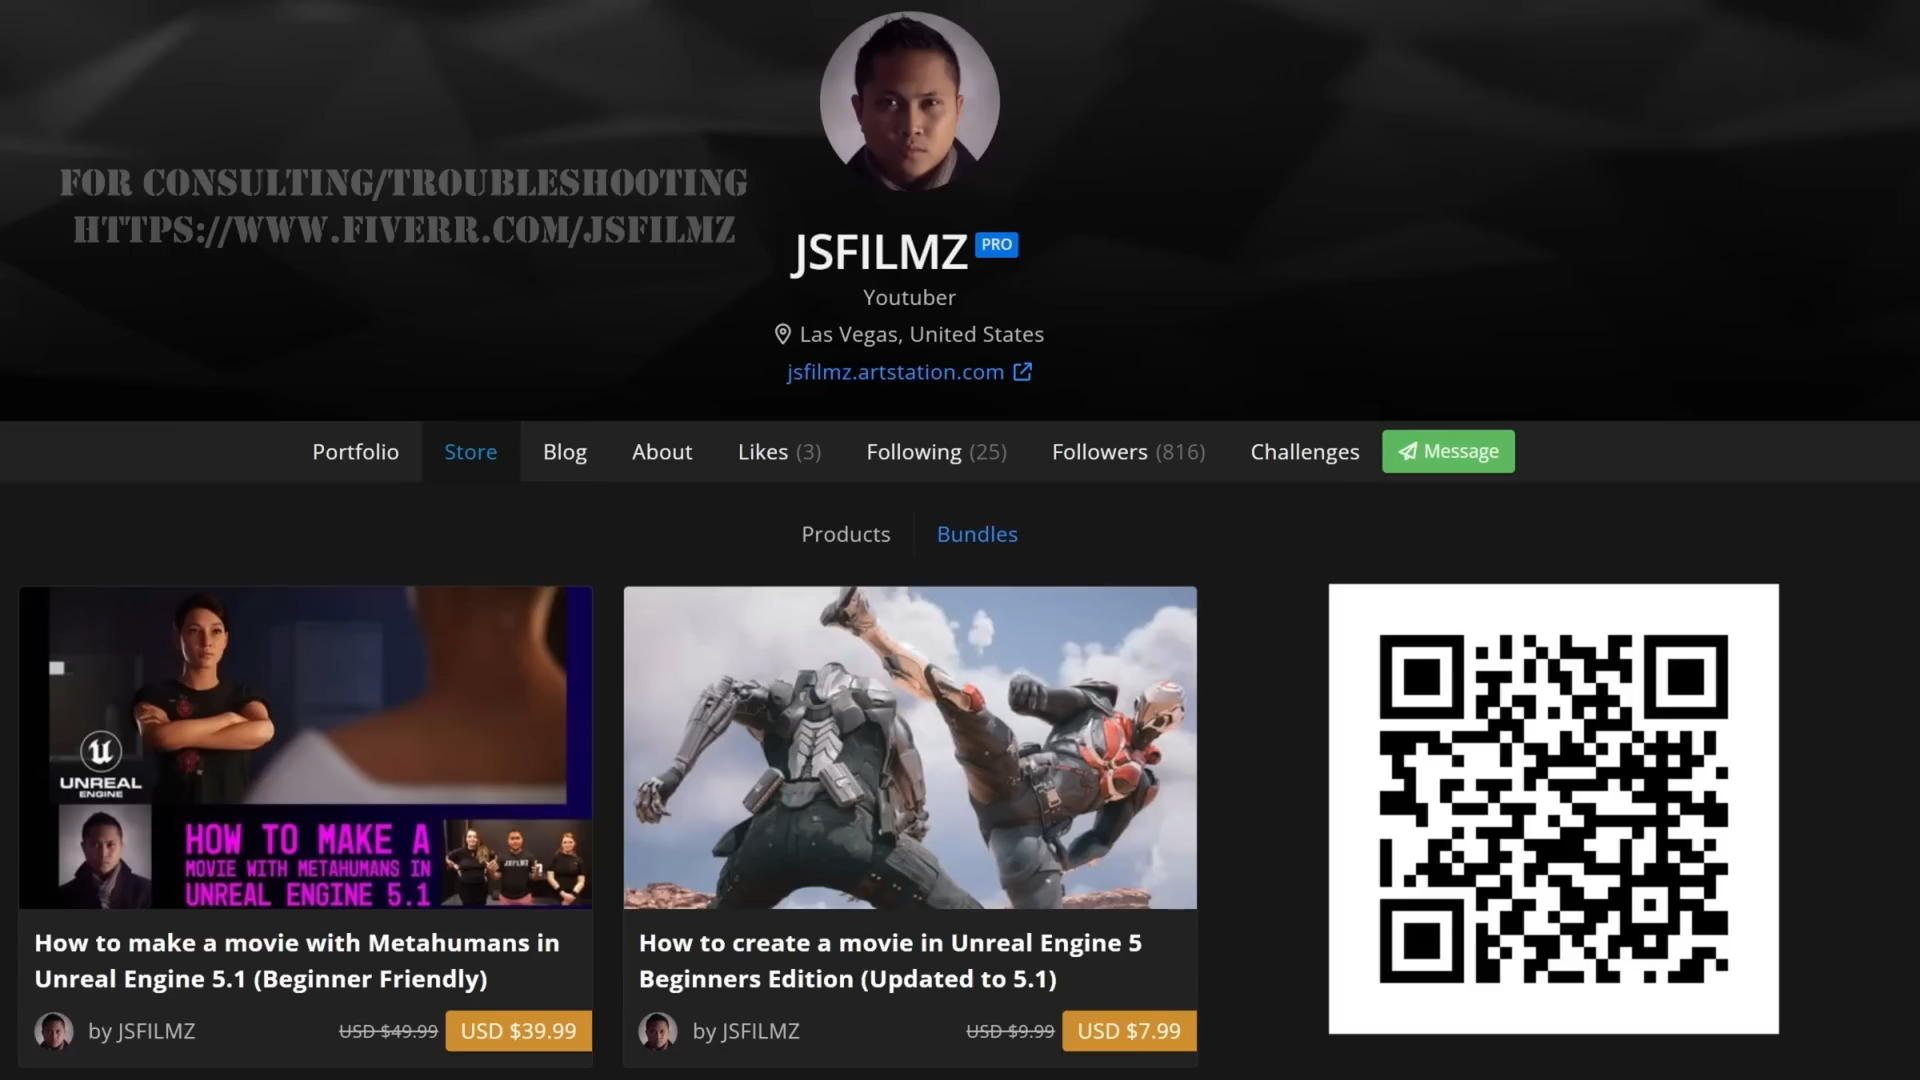 FOR CONSULTING/TROUBLESHOOTING
HTTPS://WWW.FIVERR.COM/JSFILMZ
JSFILMZ PRO
Youtuber
Las Vegas, United States
jsfilmz.artstation.com
Portfolio Store Blog About Likes (3) Following (25) Followers (816) Challenges Message
Products Bundles
UNREAL
ENGINE
HOW TO MAKE A
MOVIE WITH METAHUMANS IN
UNREAL ENGINE 5.1
JSFLMZ
How to make a movie with Metahumans in
Unreal Engine 5.1 (Beginner Friendly)
by JSFILMZ USD $49.99 USD $39.99
How to create a movie in Unreal Engine 5
Beginners Edition (Updated to 5.1)
by JSFILMZ USD $9.99 USD $7.99